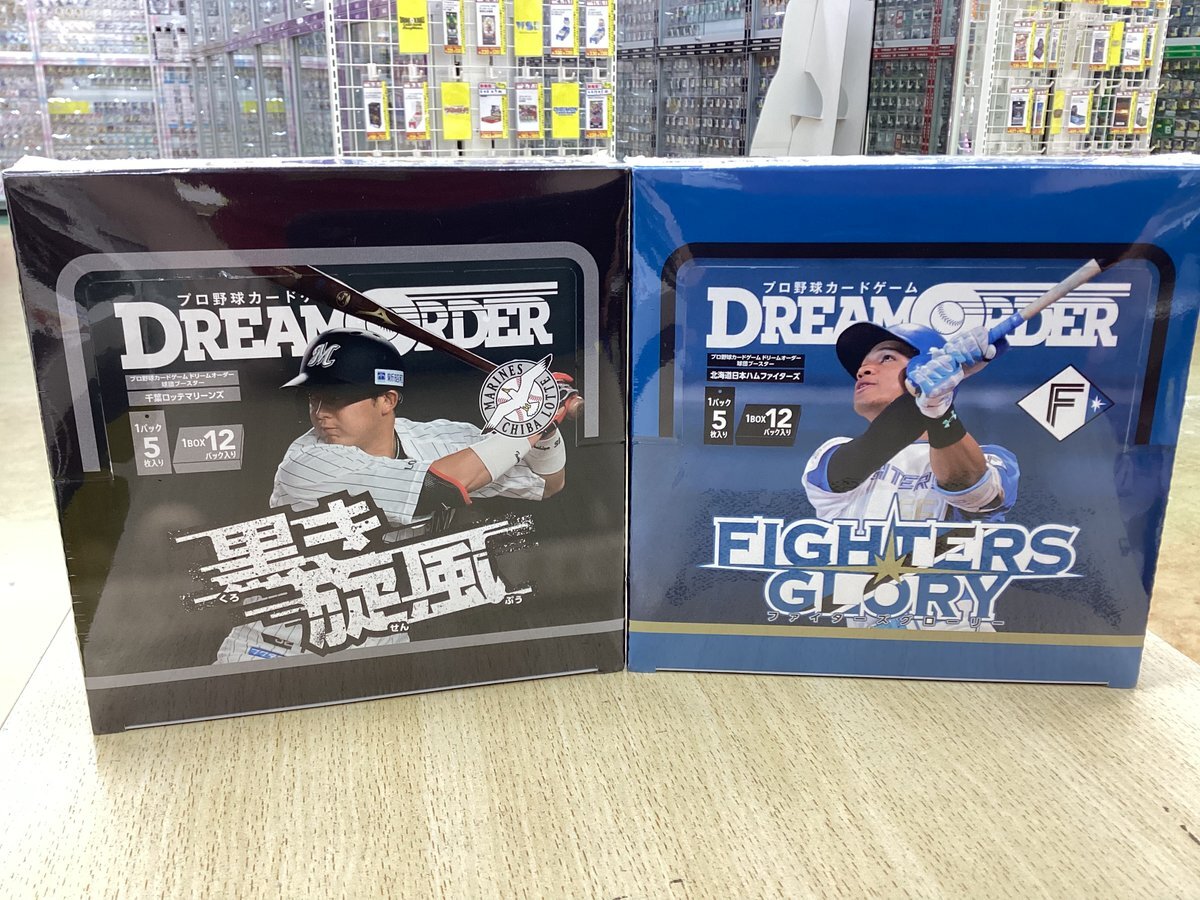 プロ野球カードゲ
DREAM ORDER
プロ野球カードゲーム ドリームオーダー
球団ブースター
千葉ロッテマリーンズ
1パック
5
枚入り
1BOX 12
パック入り
M
MARINES
CHIBA LOTTE
黒き
くろ
旋風
せん ぷう
プロ野球カードゲーム
DREAM ORDER
プロ野球カードゲーム ドリームオーダー
球団ブースター
北海道日本ハムファイターズ
1パック
5
枚入り
1BOX 12
パック入り
F
FIGHTERS
GLORY
ファイターズグローリー